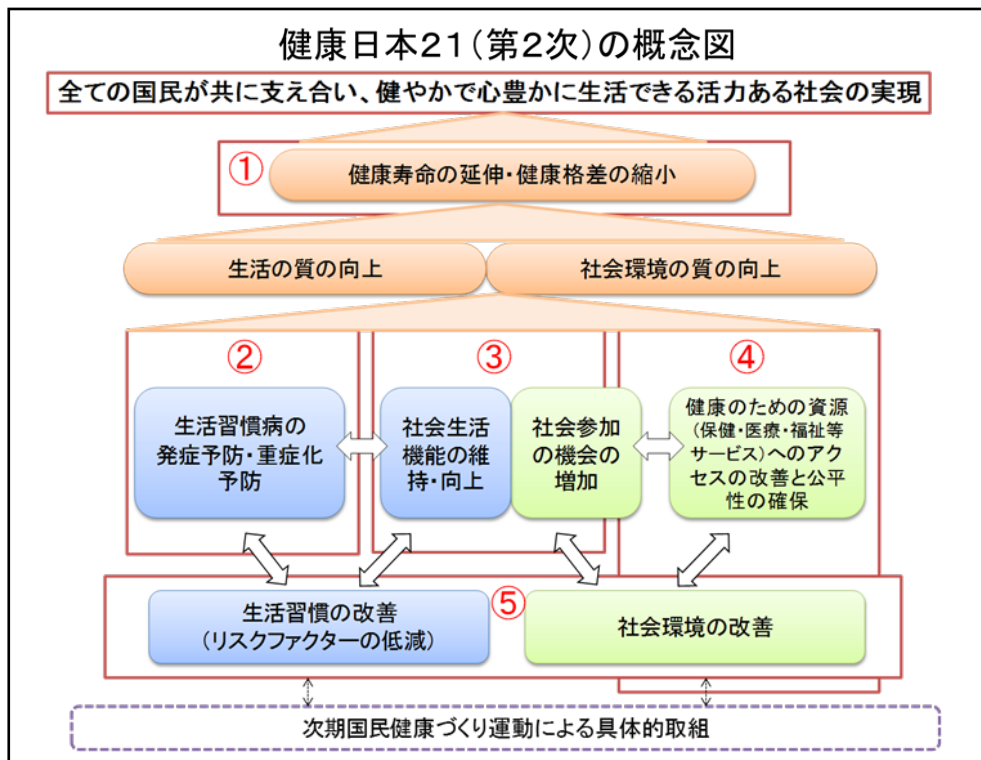 健康日本21(第2次)の概念図
全ての国民が共に支え合い、健やかで心豊かに生活できる活力ある社会の実現
①
健康寿命の延伸・健康格差の縮小
生活の質の向上
社会環境の質の向上
②
生活習慣病の
発症予防・重症化
予防
③
社会生活
機能の維
持・向上
社会参加
の機会の
増加
④
健康のための資源
(保健・医療・福祉等
サービス)へのアク
セスの改善と公平
性の確保
⑤
生活習慣の改善
(リスクファクターの低減)
社会環境の改善
次期国民健康づくり運動による具体的取組